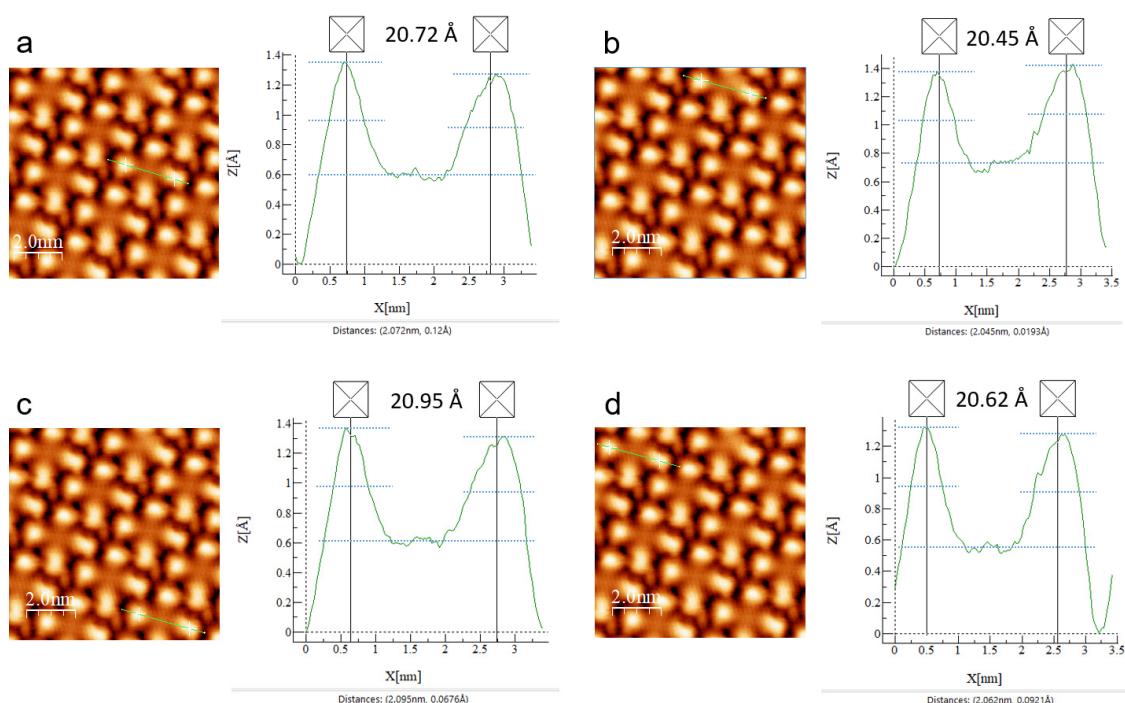 a
20.72 Å
1.4
1.2
1
0.8
0.6
0.4
0.2
0
Z[Å]
2.0nm
0 0.5 1 1.5 2 2.5 3
X[nm]
Distances: (2.072nm, 0.12Å)
b
20.45 Å
1.4
1.2
1
0.8
0.6
0.4
0.2
0
Z[Å]
2.0nm
0 0.5 1 1.5 2 2.5 3 3.5
X[nm]
Distances: (2.045nm, 0.0193Å)
c
20.95 Å
1.4
1.2
1
0.8
0.6
0.4
0.2
0
Z[Å]
2.0nm
0 0.5 1 1.5 2 2.5 3
X[nm]
Distances: (2.095nm, 0.0676Å)
d
20.62 Å
1.2
1
0.8
0.6
0.4
0.2
0
Z[Å]
2.0nm
0 0.5 1 1.5 2 2.5 3
X[nm]
Distances: (2.062nm, 0.0921Å)